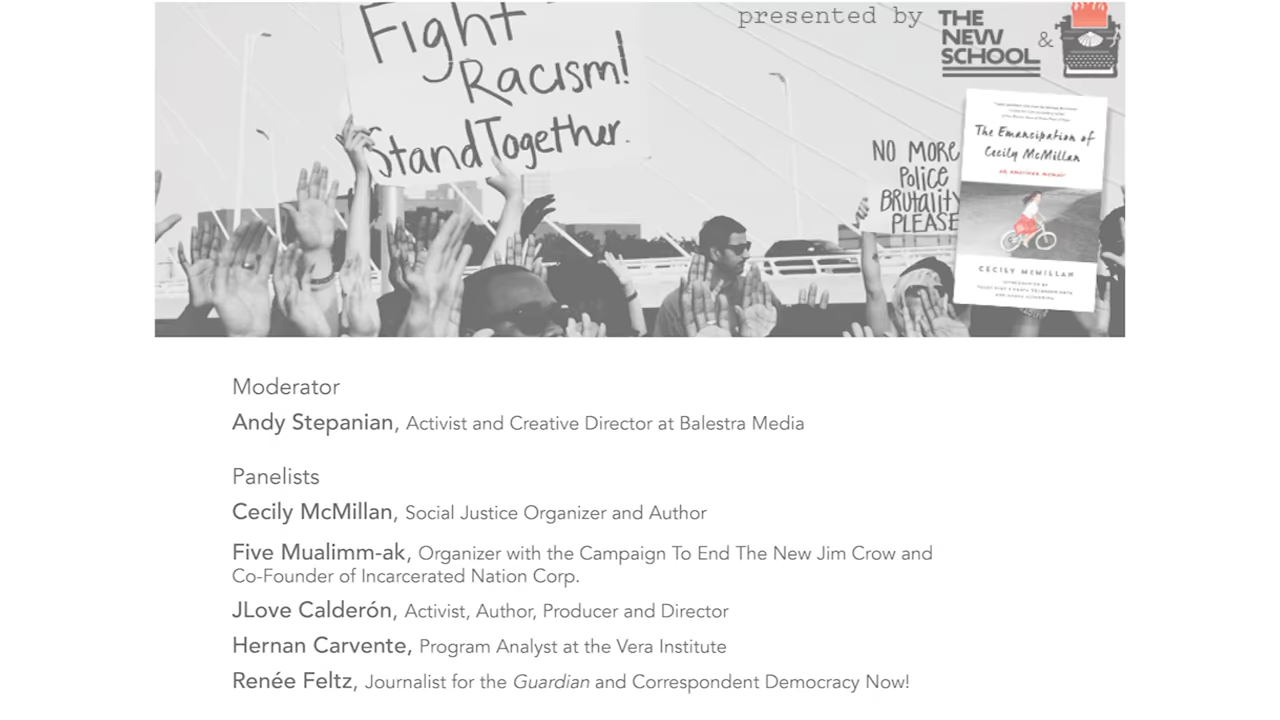 Fight
Racism!
Stand Together.
presented by
THE
NEW
SCHOOL
&
NO MORE
Police
BRUtality
PLEASE
The Emancipation of
Cecily McMillan
an american memoir
CECILY McMILLAN
Moderator
Andy Stepanian, Activist and Creative Director at Balestra Media
Panelists
Cecily McMillan, Social Justice Organizer and Author
Five Mualimm-ak, Organizer with the Campaign To End The New Jim Crow and
Co-Founder of Incarcerated Nation Corp.
JLove Calderón, Activist, Author, Producer and Director
Hernan Carvente, Program Analyst at the Vera Institute
Renée Feltz, Journalist for the Guardian and Correspondent Democracy Now!